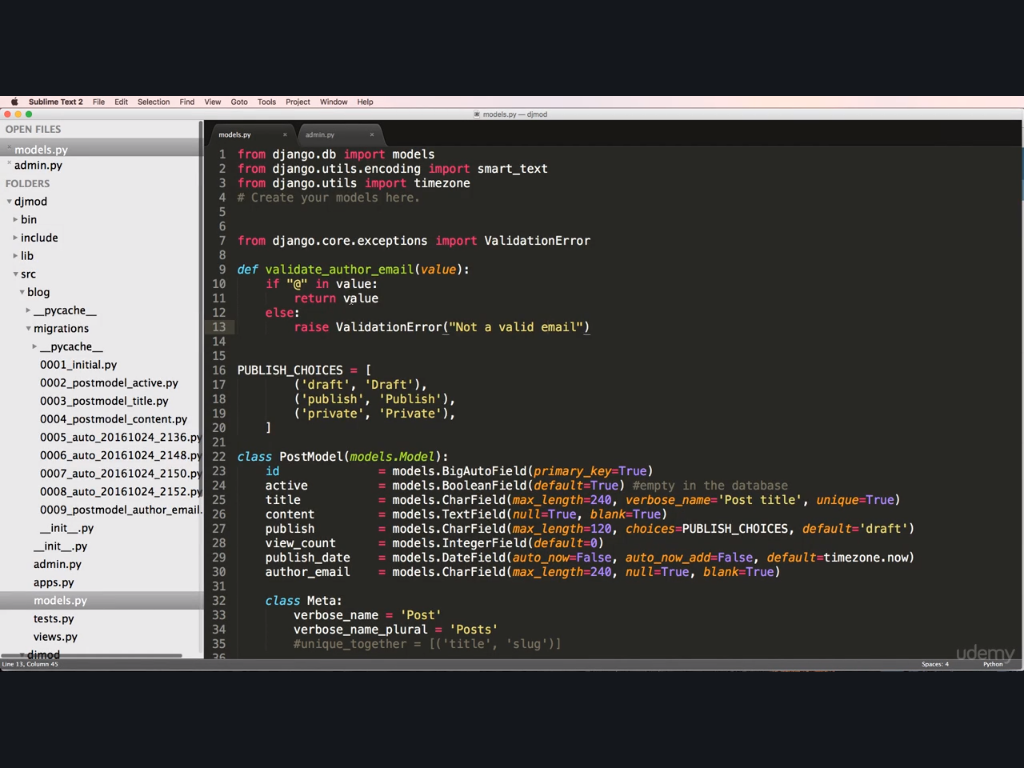 Sublime Text 2 File Edit Selection Find View Goto Tools Project Window Help
models.py — djmod
OPEN FILES
models.py
admin.py
FOLDERS
djmod
bin
include
lib
src
blog
__pycache__
migrations
__pycache__
0001_initial.py
0002_postmodel_active.py
0003_postmodel_title.py
0004_postmodel_content.py
0005_auto_20161024_2136.py
0006_auto_20161024_2148.py
0007_auto_20161024_2150.py
0008_auto_20161024_2152.py
0009_postmodel_author_email.
__init__.py
__init__.py
admin.py
apps.py
models.py
tests.py
views.py
djmod
models.py × admin.py ×
1 from django.db import models
2 from django.utils.encoding import smart_text
3 from django.utils import timezone
4 # Create your models here.
5
6
7 from django.core.exceptions import ValidationError
8
9 def validate_author_email(value):
10 if "@" in value:
11 return value
12 else:
13 raise ValidationError("Not a valid email")
14
15
16 PUBLISH_CHOICES = [
17 ('draft', 'Draft'),
18 ('publish', 'Publish'),
19 ('private', 'Private'),
20 ]
21
22 class PostModel(models.Model):
23 id = models.BigAutoField(primary_key=True)
24 active = models.BooleanField(default=True) #empty in the database
25 title = models.CharField(max_length=240, verbose_name='Post title', unique=True)
26 content = models.TextField(null=True, blank=True)
27 publish = models.CharField(max_length=120, choices=PUBLISH_CHOICES, default='draft')
28 view_count = models.IntegerField(default=0)
29 publish_date = models.DateField(auto_now=False, auto_now_add=False, default=timezone.now)
30 author_email = models.CharField(max_length=240, null=True, blank=True)
31
32 class Meta:
33 verbose_name = 'Post'
34 verbose_name_plural = 'Posts'
35 #unique_together = [('title', 'slug')]
36
udemy
Line 13, Column 45 Spaces: 4 Python